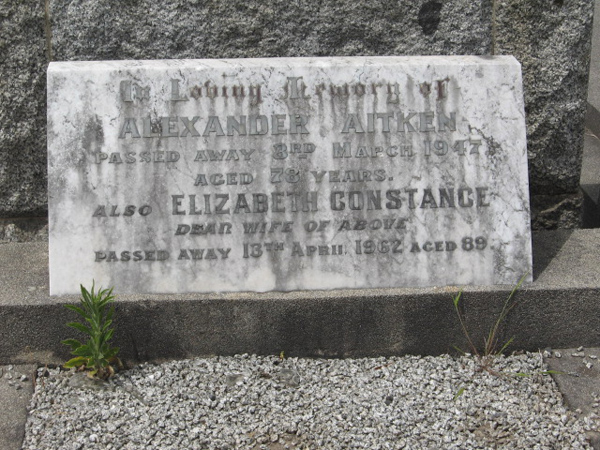 In Loving Memory of
ALEXANDER AITKEN
PASSED AWAY 3RD MARCH 1947
AGED 76 YEARS.
ALSO ELIZABETH CONSTANCE
DEAR WIFE OF ABOVE
PASSED AWAY 13TH APRIL 1962 AGED 89.